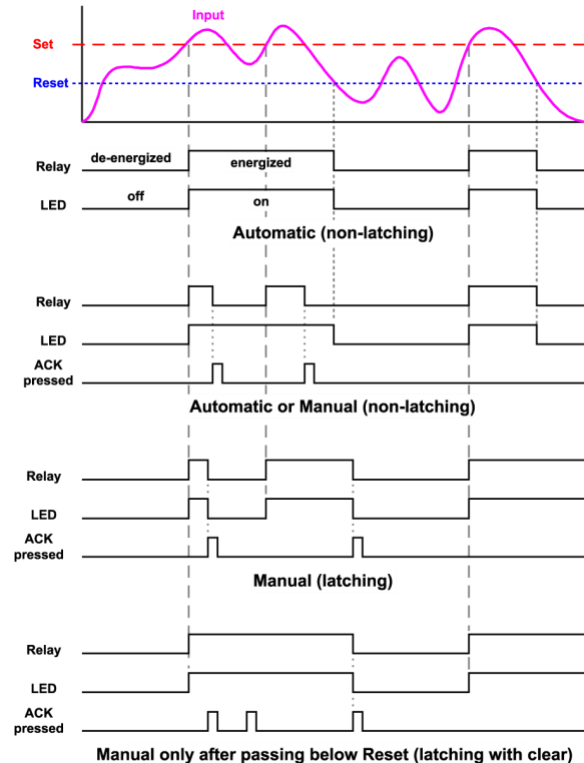 Input
Set
Reset
de-energized energized
Relay
off on
LED
Automatic (non-latching)
Relay
LED
ACK
pressed
Automatic or Manual (non-latching)
Relay
LED
ACK
pressed
Manual (latching)
Relay
LED
ACK
pressed
Manual only after passing below Reset (latching with clear)